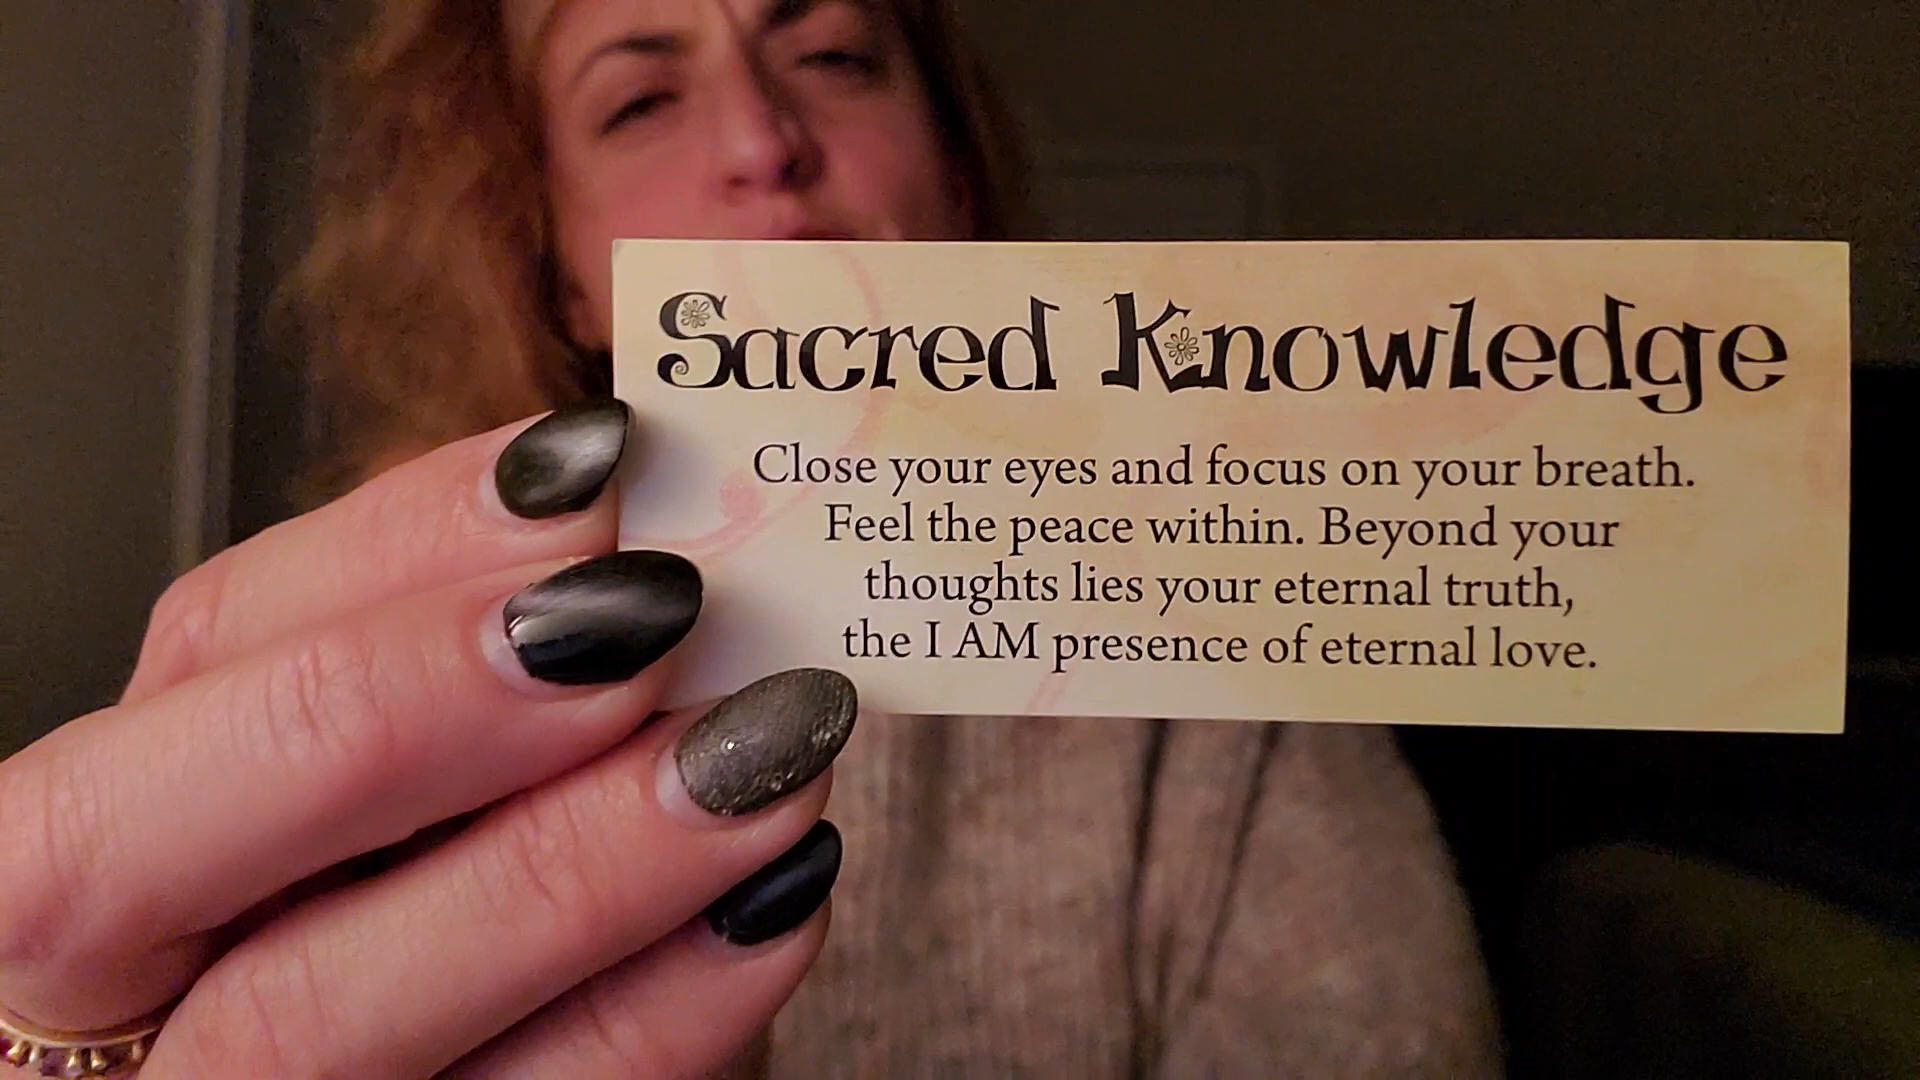 Sacred Knowledge
Close your eyes and focus on your breath.
Feel the peace within. Beyond your
thoughts lies your eternal truth,
the I AM presence of eternal love.